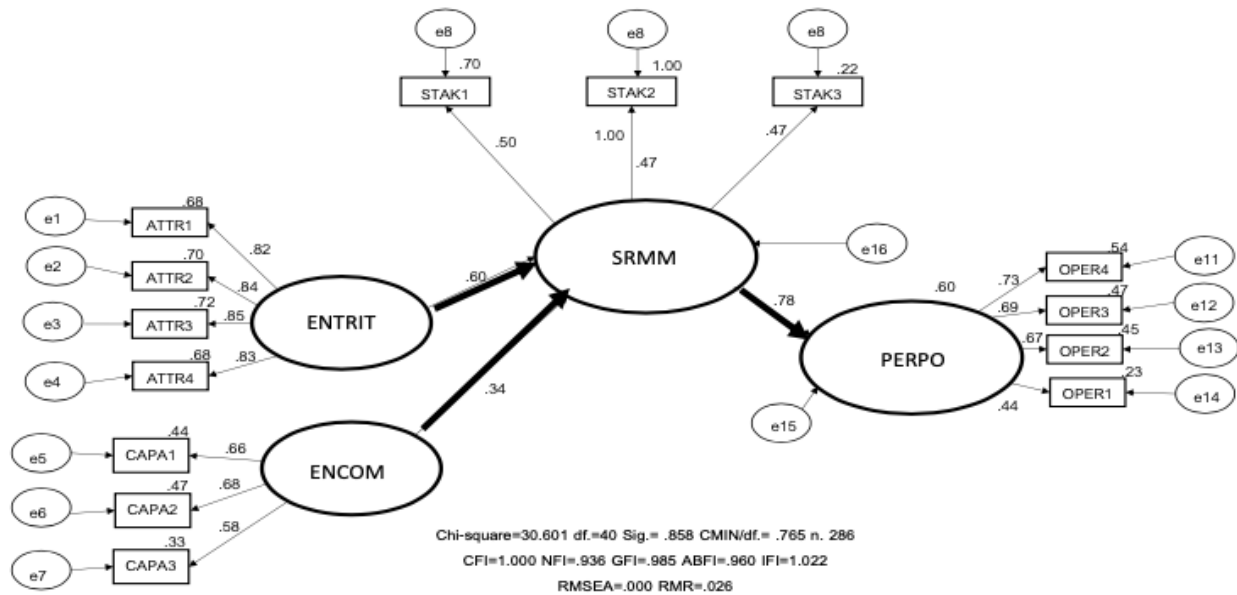 e8 e8 e8
.70 1.00 .22
STAK1 STAK2 STAK3
.50 1.00 .47 .47
e1 ATTR1 .68 .82
e2 ATTR2 .70 .84
e3 ATTR3 .72 .85
e4 ATTR4 .68 .83
ENTRIT
.60
SRMM
e16
.78
.34
e5 CAPA1 .44 .66
e6 CAPA2 .47 .68
e7 CAPA3 .33 .58
ENCOM
.60
PERPO
e15
.73 OPER4 .54 e11
.69 OPER3 .47 e12
.67 OPER2 .45 e13
.44 OPER1 .23 e14
Chi-square=30.601 df.=40 Sig.= .858 CMIN/df.= .765 n. 286
CFI=1.000 NFI=.936 GFI=.985 ABFI=.960 IFI=1.022
RMSEA=.000 RMR=.026